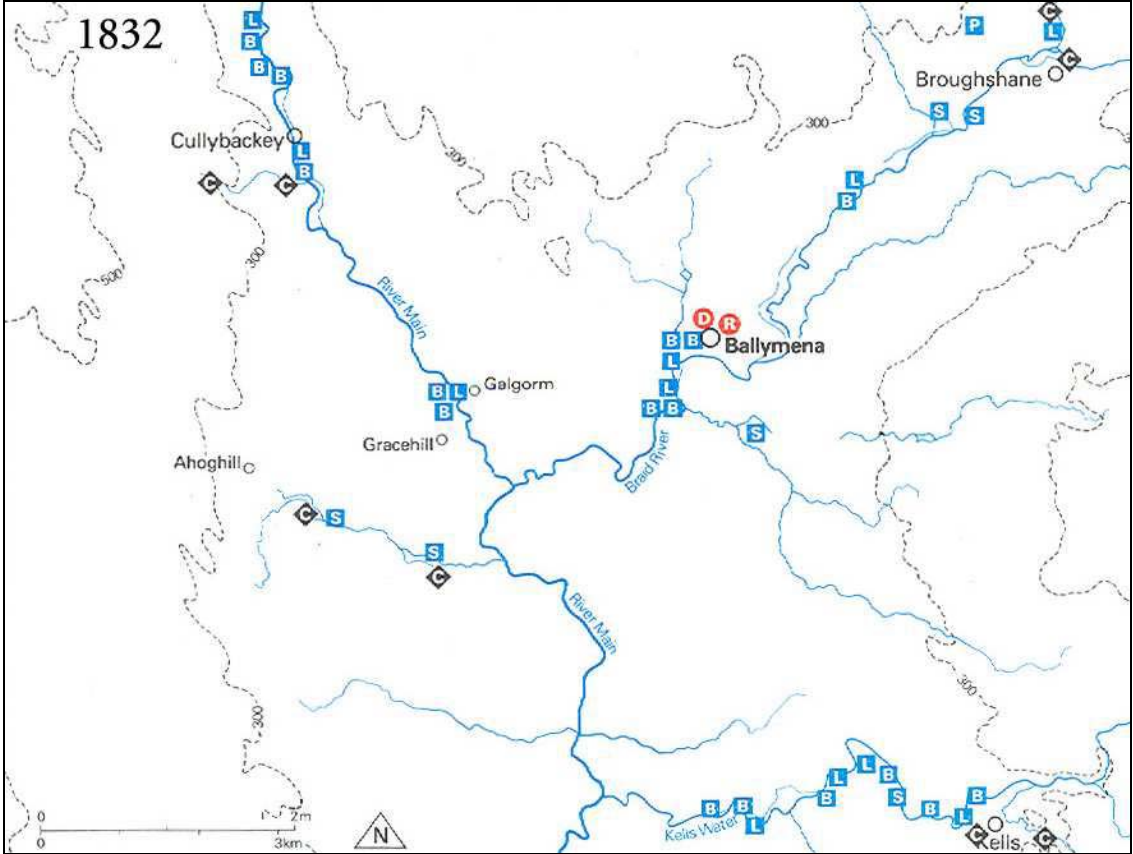 1832
L
B
B
B
Cullybackey
L
B
C
C
300
500
300
300
P
C
L
C
Broughshane
S
S
L
B
River Main
D
R
B
B
Ballymena
L
L
B
B
S
Braid River
B
L
B
Galgorm
Gracehill
Ahoghill
C
S
S
C
River Main
300
300
0
2m
0
3km
N
Kells Water
B
B
L
B
L
L
B
S
B
L
B
C
Kells
C